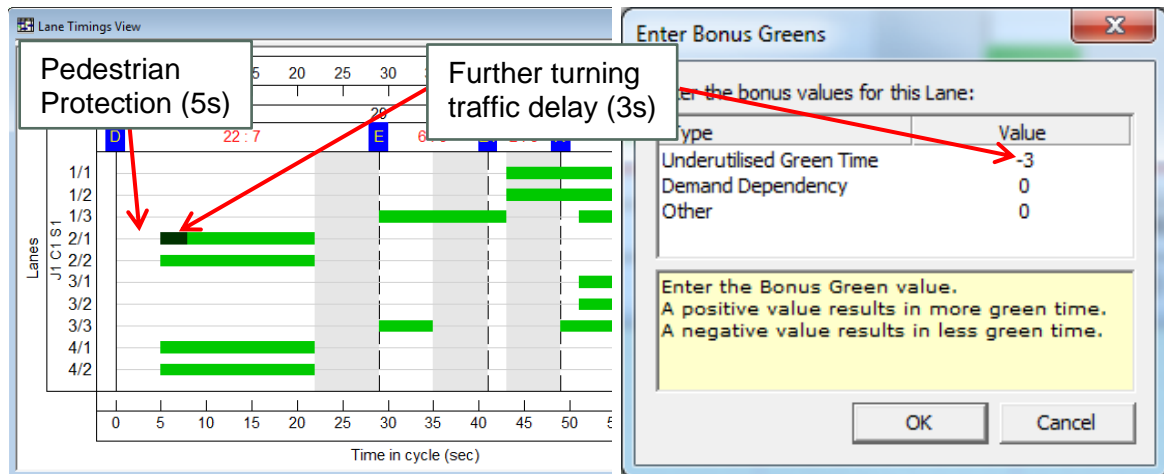 Lane Timings View
Pedestrian
Protection (5s)
Further turning
traffic delay (3s)
5 20 25 30
29
D 22 : 7 E
1/1
1/2
1/3
2/1
2/2
3/1
3/2
3/3
4/1
4/2
Lanes
J1 C1 S1
0 5 10 15 20 25 30 35 40 45 50
Time in cycle (sec)
Enter Bonus Greens
the bonus values for this Lane:
Type Value
Underutilised Green Time -3
Demand Dependency 0
Other 0
Enter the Bonus Green value.
A positive value results in more green time.
A negative value results in less green time.
OK Cancel